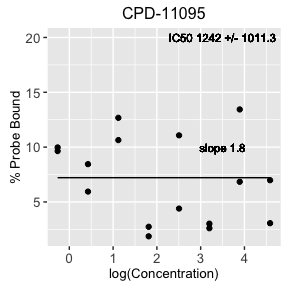 CPD-11095
IC50 1242 +/- 1011.3
slope 1.8
% Probe Bound
20
15
10
5
0 1 2 3 4
log(Concentration)